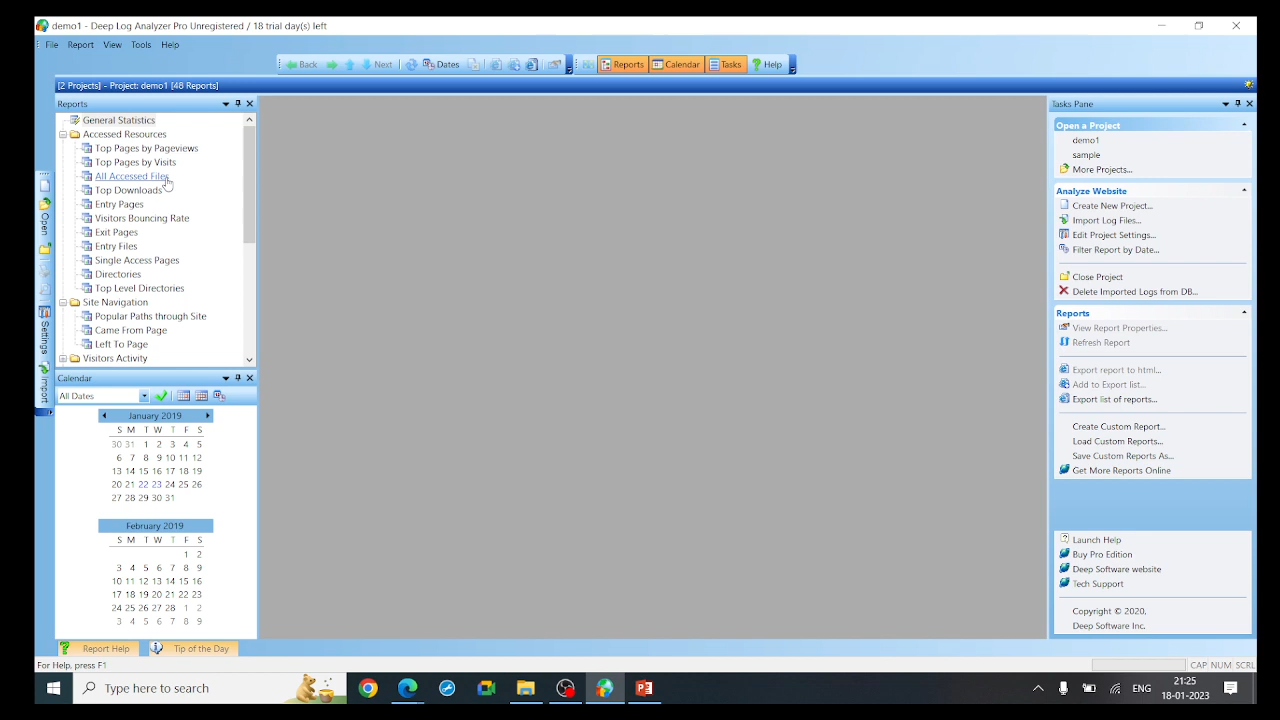 demo1 - Deep Log Analyzer Pro Unregistered / 18 trial day(s) left
File Report View Tools Help
Back Next Dates Reports Calendar Tasks Help
[2 Projects] - Project: demo1 [48 Reports]
Reports
General Statistics
Accessed Resources
Top Pages by Pageviews
Top Pages by Visits
All Accessed Files
Top Downloads
Entry Pages
Visitors Bouncing Rate
Exit Pages
Entry Files
Single Access Pages
Directories
Top Level Directories
Site Navigation
Popular Paths through Site
Came From Page
Left To Page
Visitors Activity
Open
Settings
Import
Calendar
All Dates
January 2019
S M T W T F S
30 31 1 2 3 4 5
6 7 8 9 10 11 12
13 14 15 16 17 18 19
20 21 22 23 24 25 26
27 28 29 30 31
February 2019
S M T W T F S
1 2
3 4 5 6 7 8 9
10 11 12 13 14 15 16
17 18 19 20 21 22 23
24 25 26 27 28 1 2
3 4 5 6 7 8 9
Report Help Tip of the Day
Tasks Pane
Open a Project
demo1
sample
More Projects...
Analyze Website
Create New Project...
Import Log Files...
Edit Project Settings...
Filter Report by Date...
Close Project
Delete Imported Logs from DB...
Reports
View Report Properties...
Refresh Report
Export report to html...
Add to Export list...
Export list of reports...
Create Custom Report...
Load Custom Reports...
Save Custom Reports As...
Get More Reports Online
Launch Help
Buy Pro Edition
Deep Software website
Tech Support
Copyright © 2020,
Deep Software Inc.
For Help, press F1
CAP NUM SCRL
Type here to search
ENG
21:25
18-01-2023